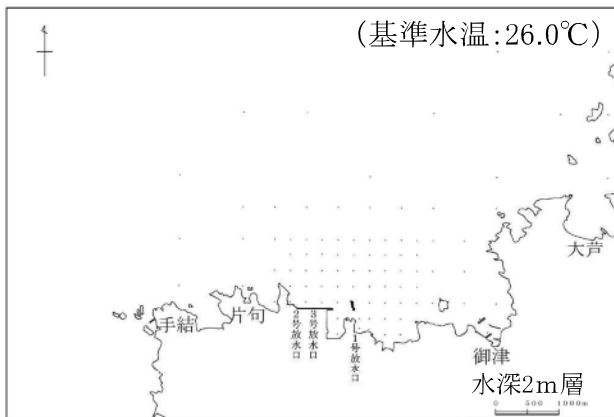 (基準水温:26.0℃)
大芦
手結
片句
2号放水口
3号放水口
1号放水口
御津
水深2m層
0 500 1000m